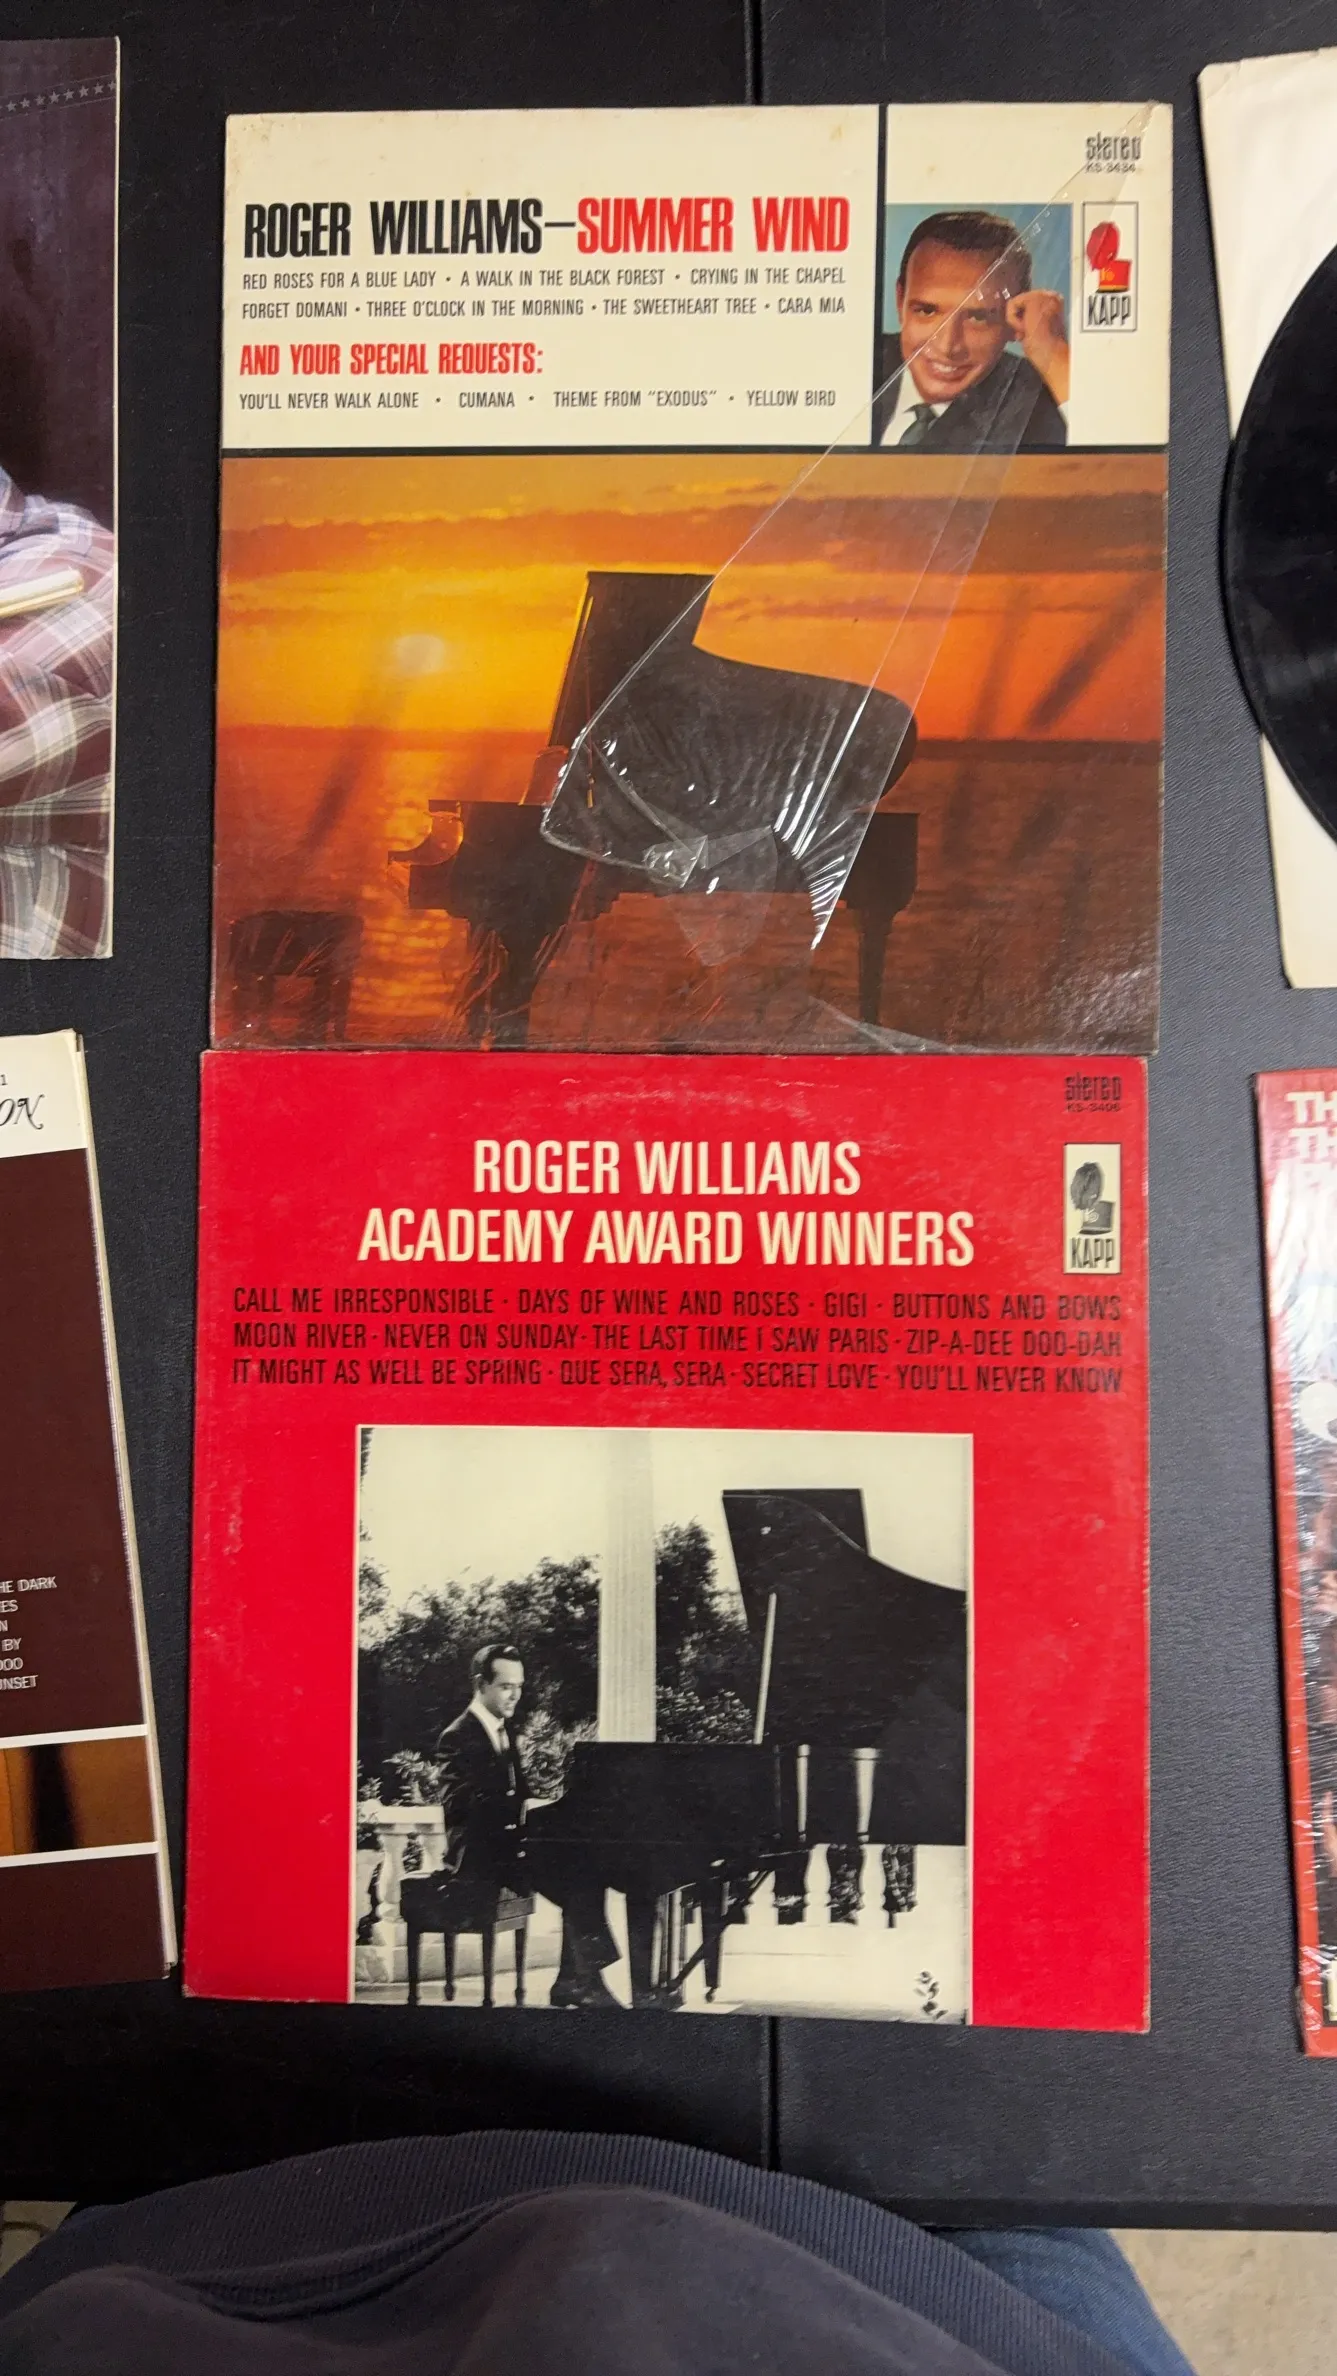 stereo
KS-3434
ROGER WILLIAMS—SUMMER WIND
RED ROSES FOR A BLUE LADY • A WALK IN THE BLACK FOREST • CRYING IN THE CHAPEL
FORGET DOMANI • THREE O'CLOCK IN THE MORNING • THE SWEETHEART TREE • CARA MIA
AND YOUR SPECIAL REQUESTS:
YOU'LL NEVER WALK ALONE • CUMANA • THEME FROM "EXODUS" • YELLOW BIRD
KAPP
stereo
KS-3406
ROGER WILLIAMS
ACADEMY AWARD WINNERS
CALL ME IRRESPONSIBLE · DAYS OF WINE AND ROSES · GIGI · BUTTONS AND BOWS
MOON RIVER · NEVER ON SUNDAY · THE LAST TIME I SAW PARIS · ZIP-A-DEE DOO-DAH
IT MIGHT AS WELL BE SPRING · QUE SERA, SERA · SECRET LOVE · YOU'LL NEVER KNOW
KAPP
DARK
BY